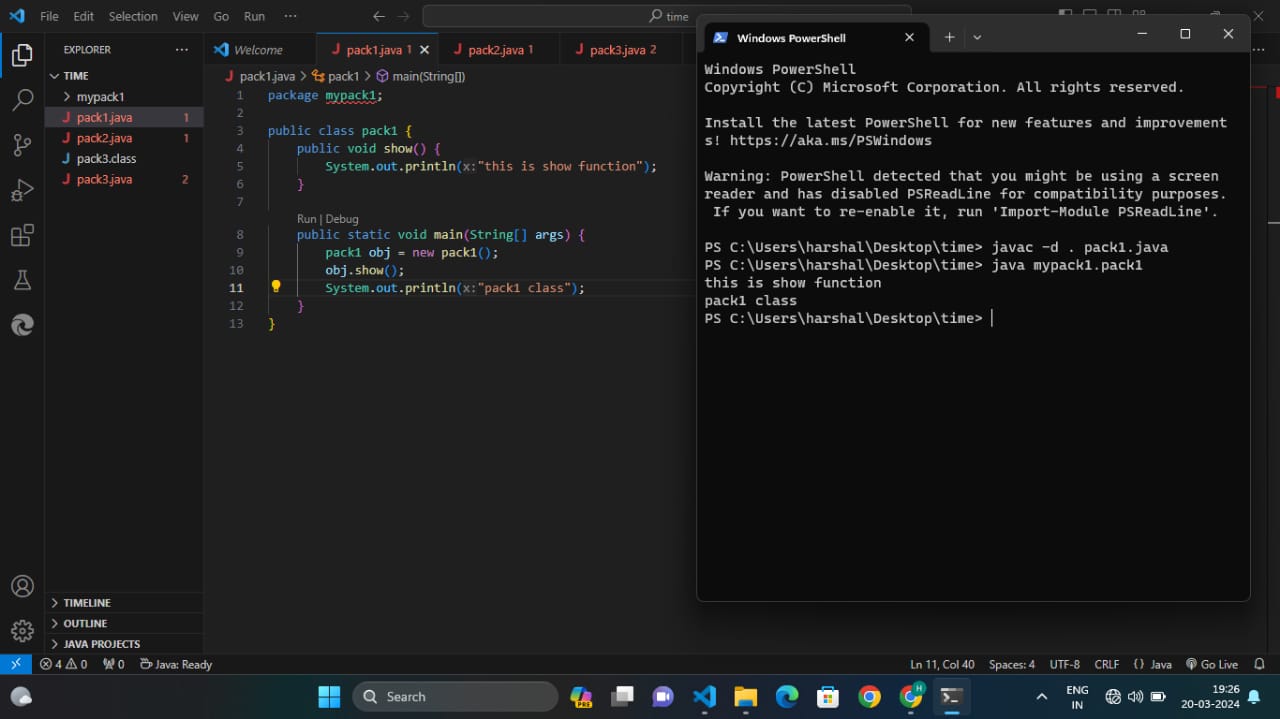 File Edit Selection View Go Run ··· time
EXPLORER ···
TIME
mypack1
pack1.java 1
pack2.java 1
pack3.class
pack3.java 2
TIMELINE
OUTLINE
JAVA PROJECTS
Welcome pack1.java 1 pack2.java 1 pack3.java 2
pack1.java > pack1 > main(String[])
1 package mypack1;
2
3 public class pack1 {
4 public void show() {
5 System.out.println(x:"this is show function");
6 }
7
Run | Debug
8 public static void main(String[] args) {
9 pack1 obj = new pack1();
10 obj.show();
11 System.out.println(x:"pack1 class");
12 }
13 }
Windows PowerShell
Windows PowerShell
Copyright (C) Microsoft Corporation. All rights reserved.
Install the latest PowerShell for new features and improvement
s! https://aka.ms/PSWindows
Warning: PowerShell detected that you might be using a screen
reader and has disabled PSReadLine for compatibility purposes.
If you want to re-enable it, run 'Import-Module PSReadLine'.
PS C:\Users\harshal\Desktop\time> javac -d . pack1.java
PS C:\Users\harshal\Desktop\time> java mypack1.pack1
this is show function
pack1 class
PS C:\Users\harshal\Desktop\time>
4 0 0 Java: Ready Ln 11, Col 40 Spaces: 4 UTF-8 CRLF {} Java Go Live
Search PRE H ENG 19:26
IN 20-03-2024